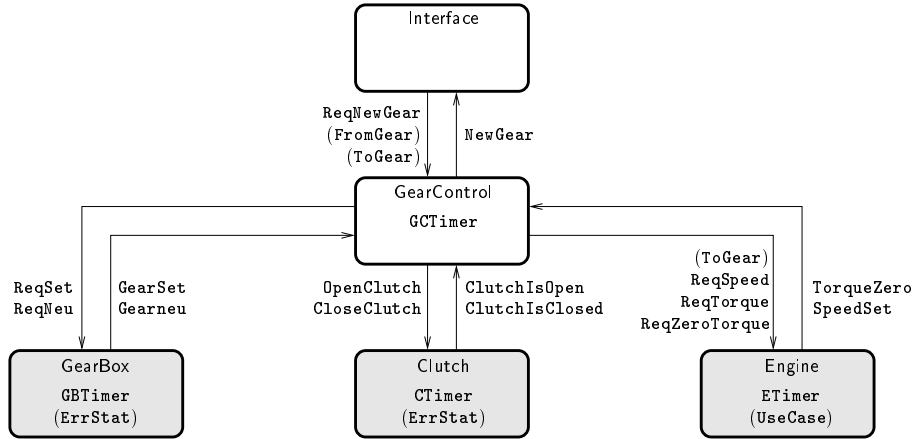 Interface
ReqNewGear
(FromGear)
(ToGear)
NewGear
GearControl
GCTimer
ReqSet
ReqNeu
GearSet
Gearneu
OpenClutch
CloseClutch
ClutchIsOpen
ClutchIsClosed
(ToGear)
ReqSpeed
ReqTorque
ReqZeroTorque
TorqueZero
SpeedSet
GearBox
GBTimer
(ErrStat)
Clutch
CTimer
(ErrStat)
Engine
ETimer
(UseCase)